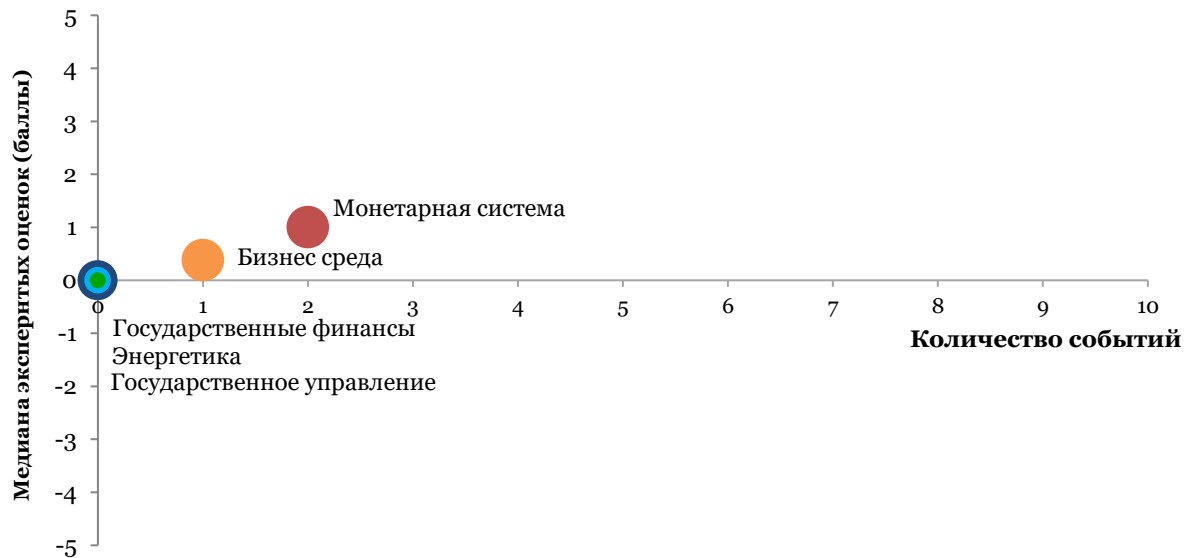 Медиана экспернтых оценок (баллы)
5
4
3
2
1
0
-1
-2
-3
-4
-5
Монетарная система
Бизнес среда
0 1 2 3 4 5 6 7 8 9 10
Государственные финансы
Энергетика
Государственное управление
Количество событий